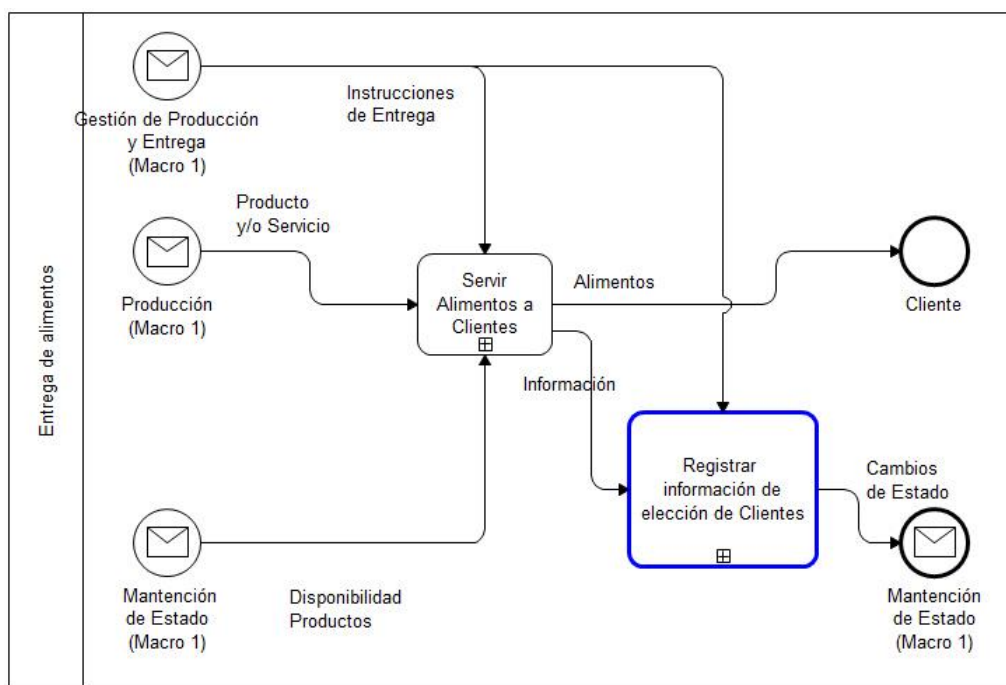 Entrega de alimentos
Gestión de Producción
y Entrega
(Macro 1)
Instrucciones
de Entrega
Producto
y/o Servicio
Producción
(Macro 1)
Servir
Alimentos a
Clientes
Alimentos
Cliente
Información
Registrar
información de
elección de Clientes
Cambios
de Estado
Mantención
de Estado
(Macro 1)
Disponibilidad
Productos
Mantención
de Estado
(Macro 1)